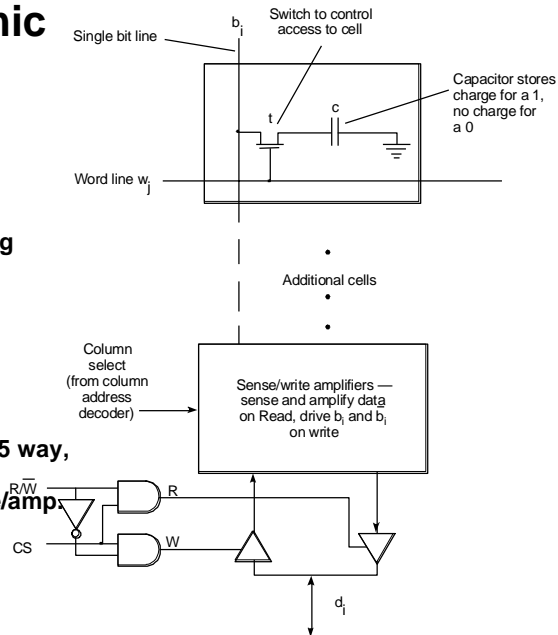 nic
b i
Single bit line
Switch to control
access to cell
Capacitor stores
charge for a 1,
no charge for
a 0
t
c
Word line w j
g
Additional cells
Column
select
(from column
address
decoder)
Sense/write amplifiers —
sense and amplify data
on Read, drive b i and b̅ i
on write
5 way,
R/W̅
e/amp.
R
CS
W
d i